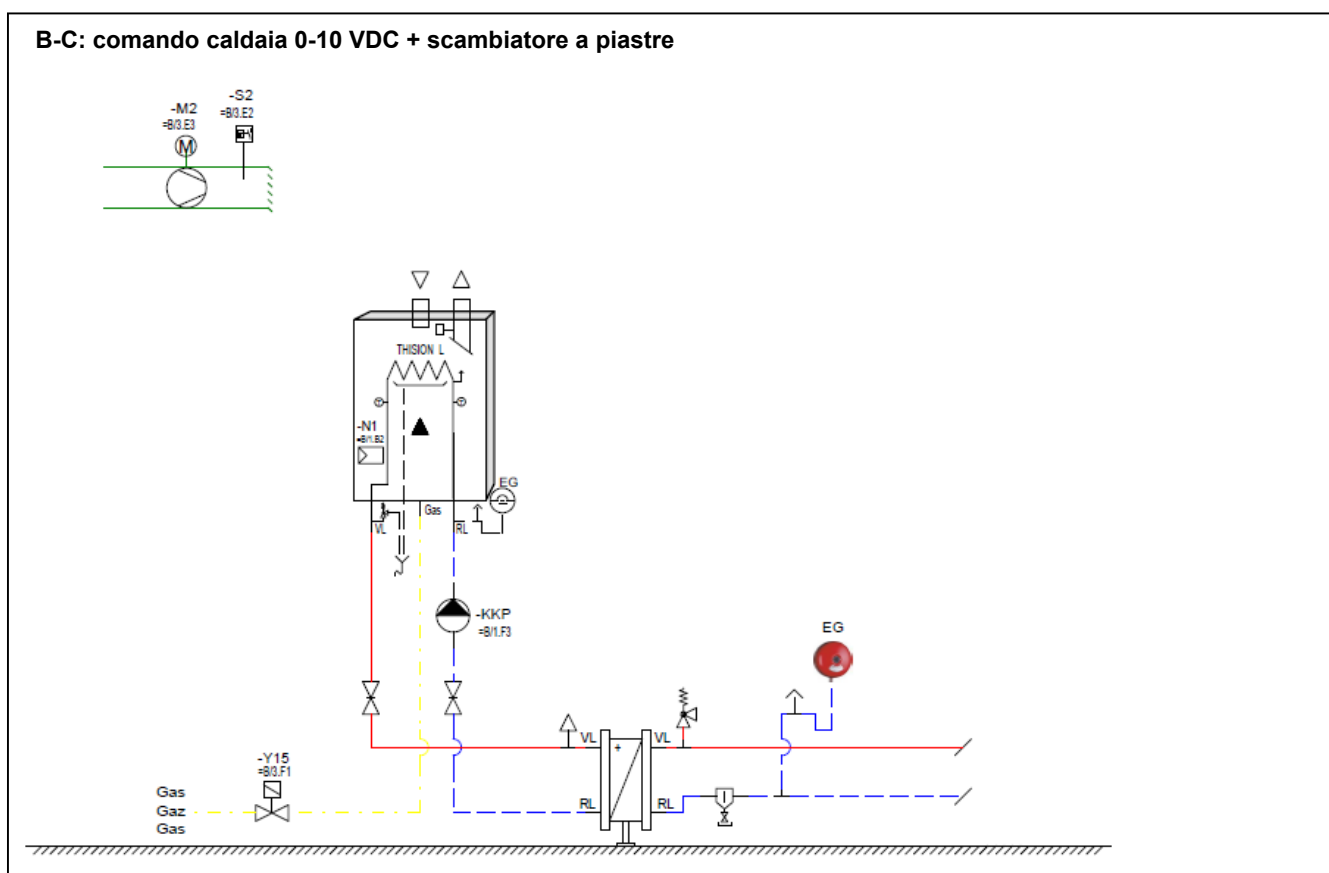 B-C: comando caldaia 0-10 VDC + scambiatore a piastre
-S2
=B/3.E2
-M2
=B/3.E3
M
THISION L
T
T
-N1
=B/1.B2
EG
Gas
VL
RL
-KKP
=B/1.F3
EG
VL
VL
+
-Y15
=B/3.F1
Gas
Gaz
Gas
RL
RL